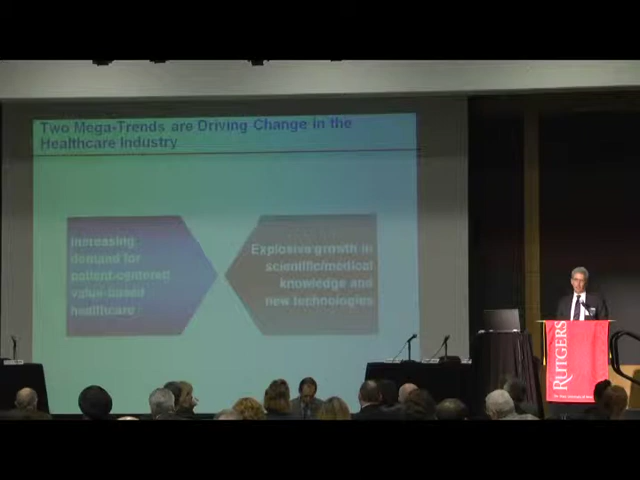 Two Mega-Trends are Driving Change in the
Healthcare Industry
Increasing
demand for
patient-centered
value-based
healthcare
Explosive growth in
scientific/medical
knowledge and
new technologies
RUTGERS